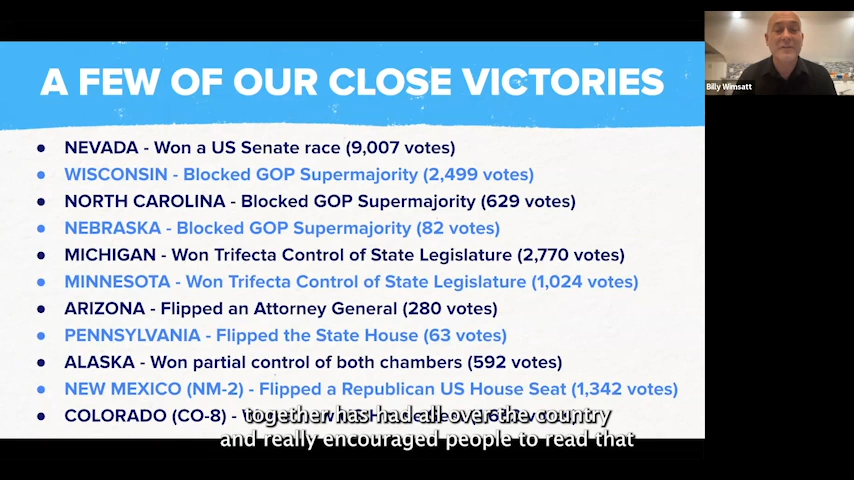 A FEW OF OUR CLOSE VICTORIES
Billy Wimsatt
• NEVADA - Won a US Senate race (9,007 votes)
• WISCONSIN - Blocked GOP Supermajority (2,499 votes)
• NORTH CAROLINA - Blocked GOP Supermajority (629 votes)
• NEBRASKA - Blocked GOP Supermajority (82 votes)
• MICHIGAN - Won Trifecta Control of State Legislature (2,770 votes)
• MINNESOTA - Won Trifecta Control of State Legislature (1,024 votes)
• ARIZONA - Flipped an Attorney General (280 votes)
• PENNSYLVANIA - Flipped the State House (63 votes)
• ALASKA - Won partial control of both chambers (592 votes)
• NEW MEXICO (NM-2) - Flipped a Republican US House Seat (1,342 votes)
• COLORADO (CO-8) -
together has had all over the country
and really encouraged people to read that